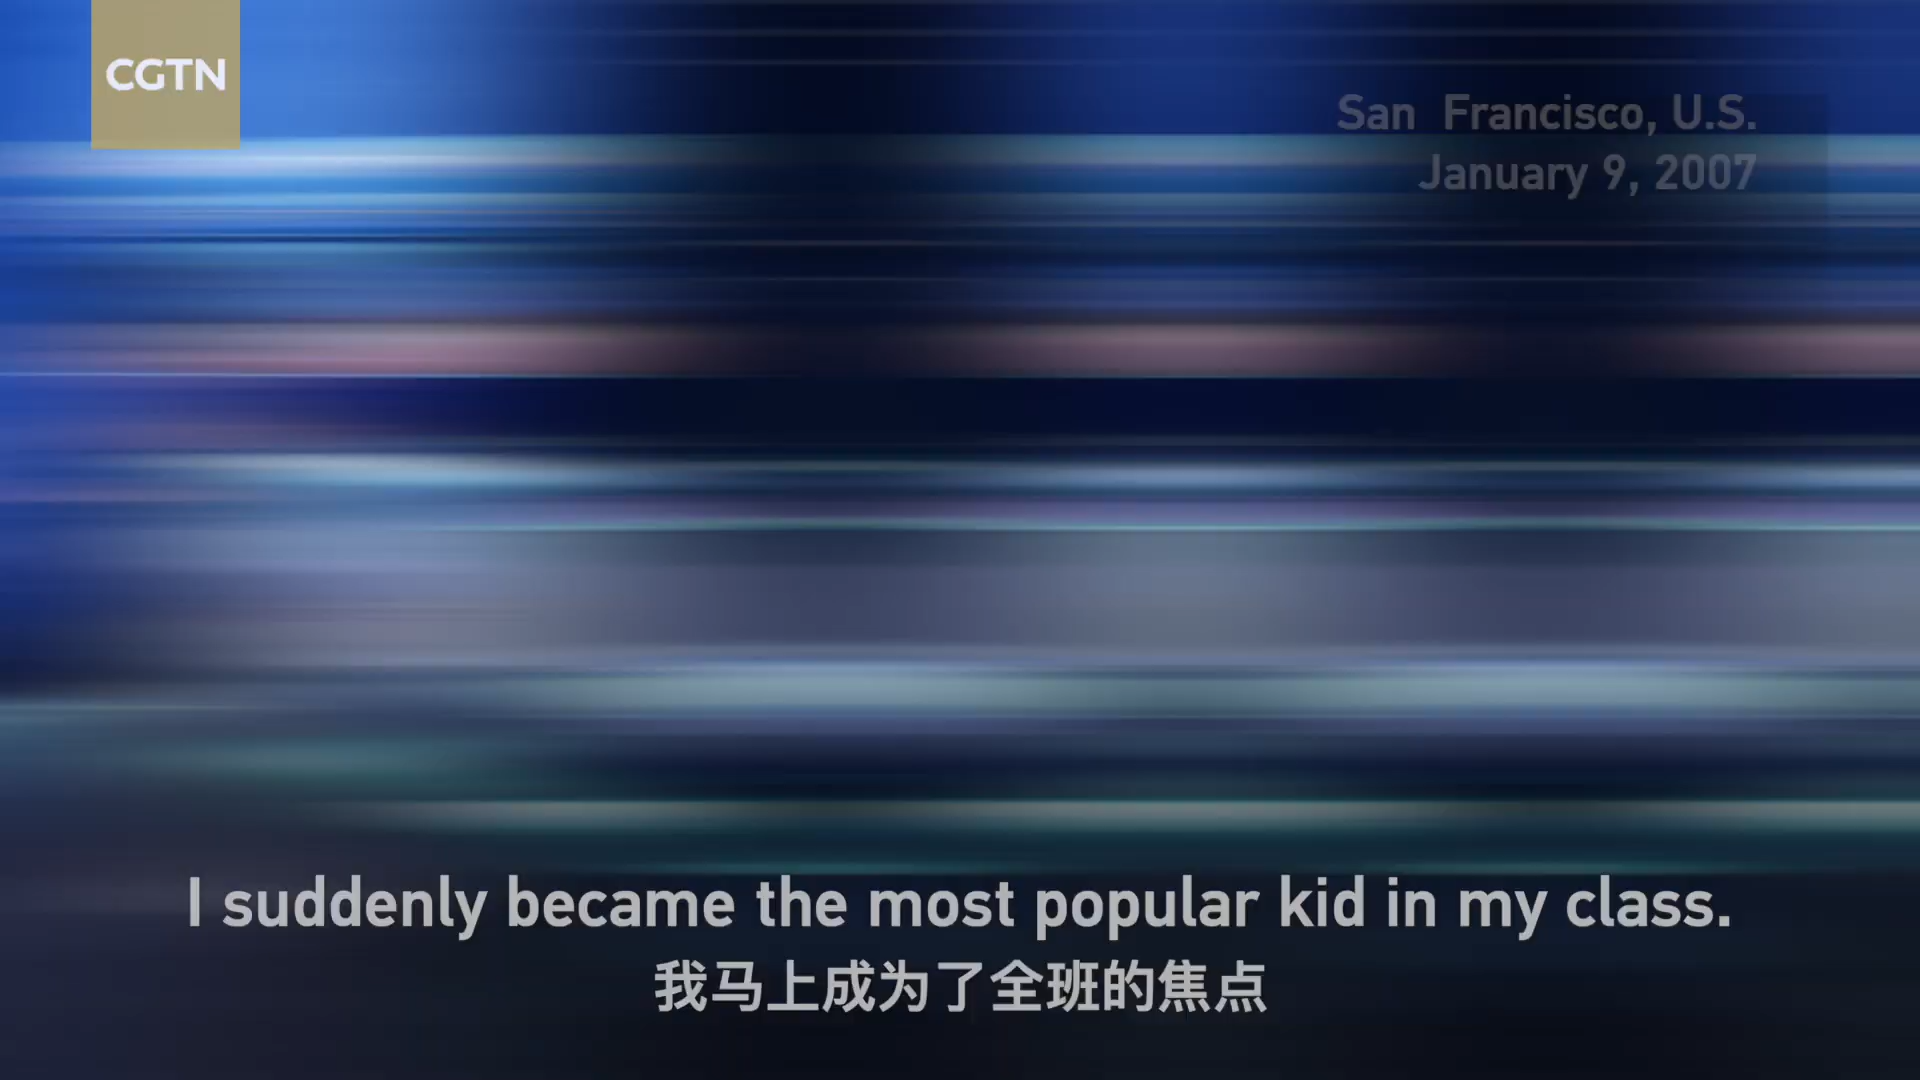 CGTN
San Francisco, U.S.
January 9, 2007
I suddenly became the most popular kid in my class.
我马上成为了全班的焦点